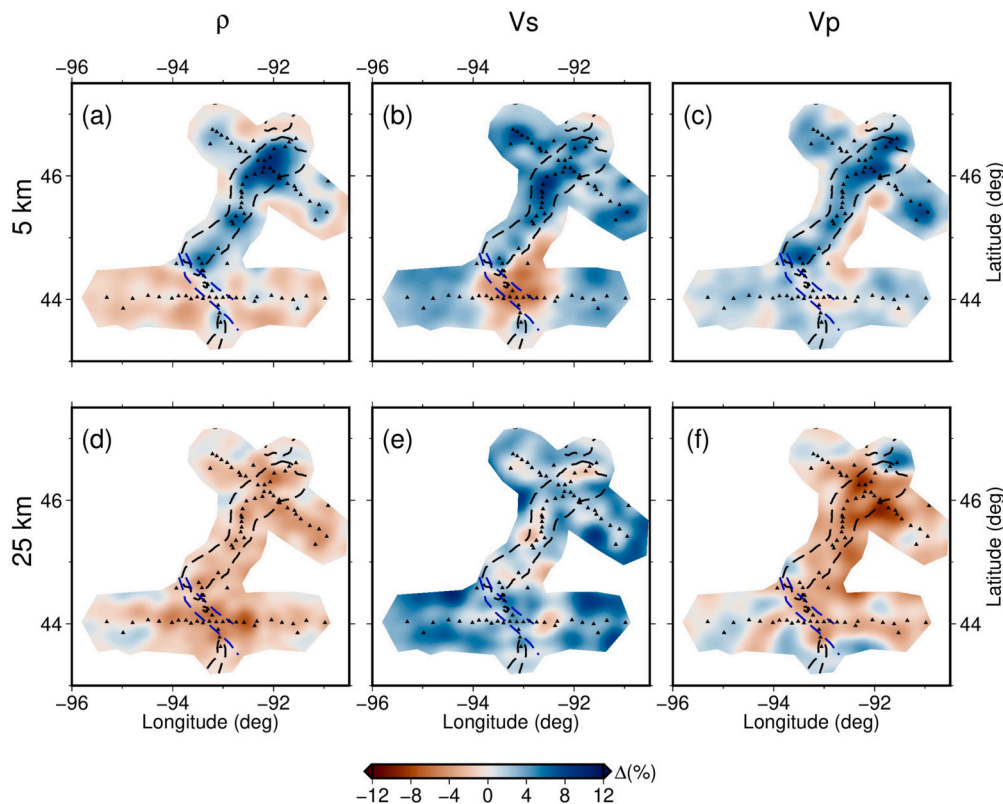 ρ Vs Vp
−96 −94 −92 −96 −94 −92 −96 −94 −92
(a) (b) (c)
46 46
5 km Latitude (deg)
44 44
(d) (e) (f)
46 46
25 km Latitude (deg)
44 44
−96 −94 −92 −96 −94 −92 −96 −94 −92
Longitude (deg) Longitude (deg) Longitude (deg)
Δ(%)
−12 −8 −4 0 4 8 12